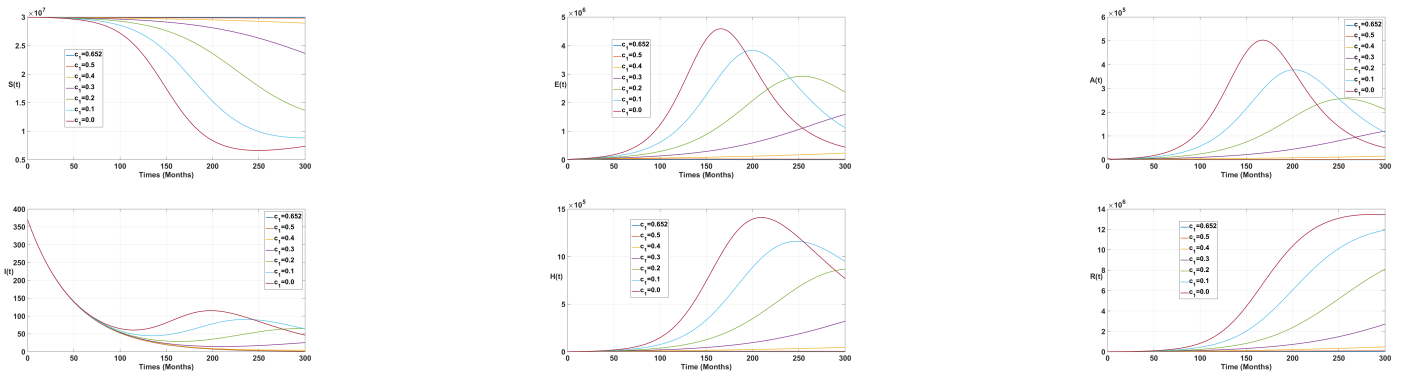 ×10⁷
3
2.5
2
1.5
1
0.5
S(t)
c₁=0.652
c₁=0.5
c₁=0.4
c₁=0.3
c₁=0.2
c₁=0.1
c₁=0.0
0 50 100 150 200 250 300
Times (Months)
×10⁶
6
5
4
3
2
1
0
E(t)
c₁=0.652
c₁=0.5
c₁=0.4
c₁=0.3
c₁=0.2
c₁=0.1
c₁=0.0
0 50 100 150 200 250 300
Times (Months)
×10⁵
6
5
4
3
2
1
0
A(t)
c₁=0.652
c₁=0.5
c₁=0.4
c₁=0.3
c₁=0.2
c₁=0.1
c₁=0.0
0 50 100 150 200 250 300
Time (Months)
400
350
300
250
200
150
100
50
0
I(t)
c₁=0.652
c₁=0.5
c₁=0.4
c₁=0.3
c₁=0.2
c₁=0.1
c₁=0.0
0 50 100 150 200 250 300
Times (Months)
×10⁵
15
10
5
0
H(t)
c₁=0.652
c₁=0.5
c₁=0.4
c₁=0.3
c₁=0.2
c₁=0.1
c₁=0.0
0 50 100 150 200 250 300
Time (Months)
×10⁶
14
12
10
8
6
4
2
0
R(t)
c₁=0.652
c₁=0.5
c₁=0.4
c₁=0.3
c₁=0.2
c₁=0.1
c₁=0.0
0 50 100 150 200 250 300
Time (Months)